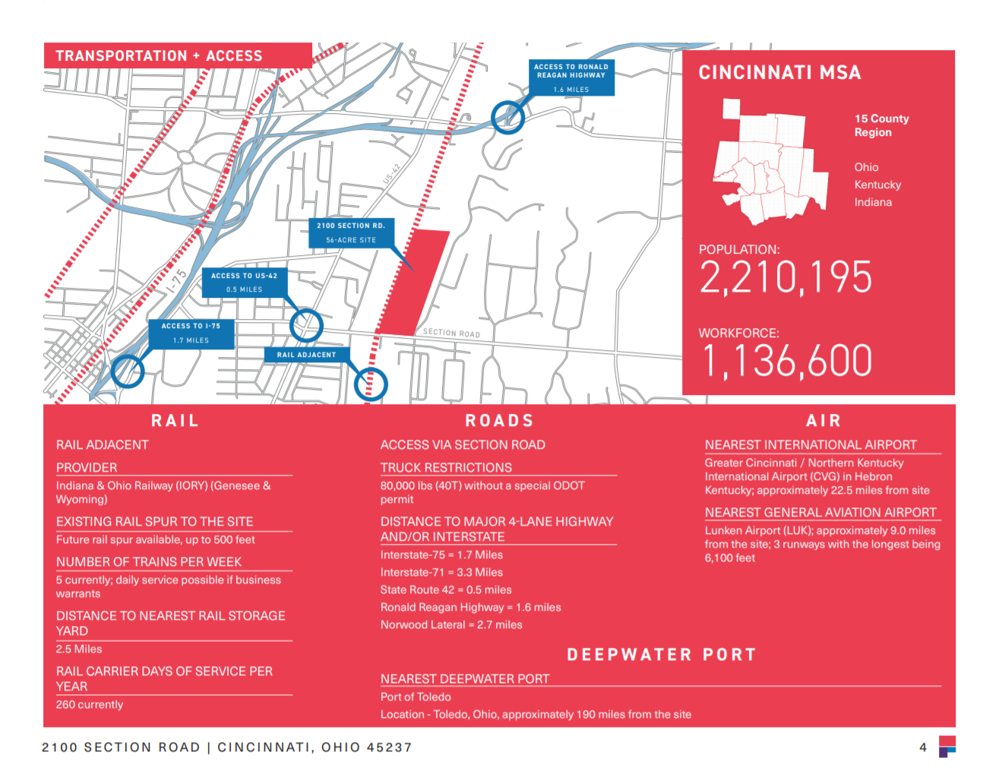 TRANSPORTATION + ACCESS
ACCESS TO RONALD
REAGAN HIGHWAY
1.6 MILES
US-42
2100 SECTION RD.
56-ACRE SITE
I-75
ACCESS TO US-42
0.5 MILES
ACCESS TO I-75
1.7 MILES
SECTION ROAD
RAIL ADJACENT
CINCINNATI MSA
15 County
Region
Ohio
Kentucky
Indiana
POPULATION:
2,210,195
WORKFORCE:
1,136,600
RAIL
RAIL ADJACENT
PROVIDER
Indiana & Ohio Railway (IORY) (Genesee &
Wyoming)
EXISTING RAIL SPUR TO THE SITE
Future rail spur available, up to 500 feet
NUMBER OF TRAINS PER WEEK
5 currently; daily service possible if business
warrants
DISTANCE TO NEAREST RAIL STORAGE
YARD
2.5 Miles
RAIL CARRIER DAYS OF SERVICE PER
YEAR
260 currently
ROADS
ACCESS VIA SECTION ROAD
TRUCK RESTRICTIONS
80,000 lbs (40T) without a special ODOT
permit
DISTANCE TO MAJOR 4-LANE HIGHWAY
AND/OR INTERSTATE
Interstate-75 = 1.7 Miles
Interstate-71 = 3.3 Miles
State Route 42 = 0.5 miles
Ronald Reagan Highway = 1.6 miles
Norwood Lateral = 2.7 miles
AIR
NEAREST INTERNATIONAL AIRPORT
Greater Cincinnati / Northern Kentucky
International Airport (CVG) in Hebron
Kentucky; approximately 22.5 miles from site
NEAREST GENERAL AVIATION AIRPORT
Lunken Airport (LUK); approximately 9.0 miles
from the site; 3 runways with the longest being
6,100 feet
DEEPWATER PORT
NEAREST DEEPWATER PORT
Port of Toledo
Location - Toledo, Ohio, approximately 190 miles from the site
2100 SECTION ROAD | CINCINNATI, OHIO 45237
4